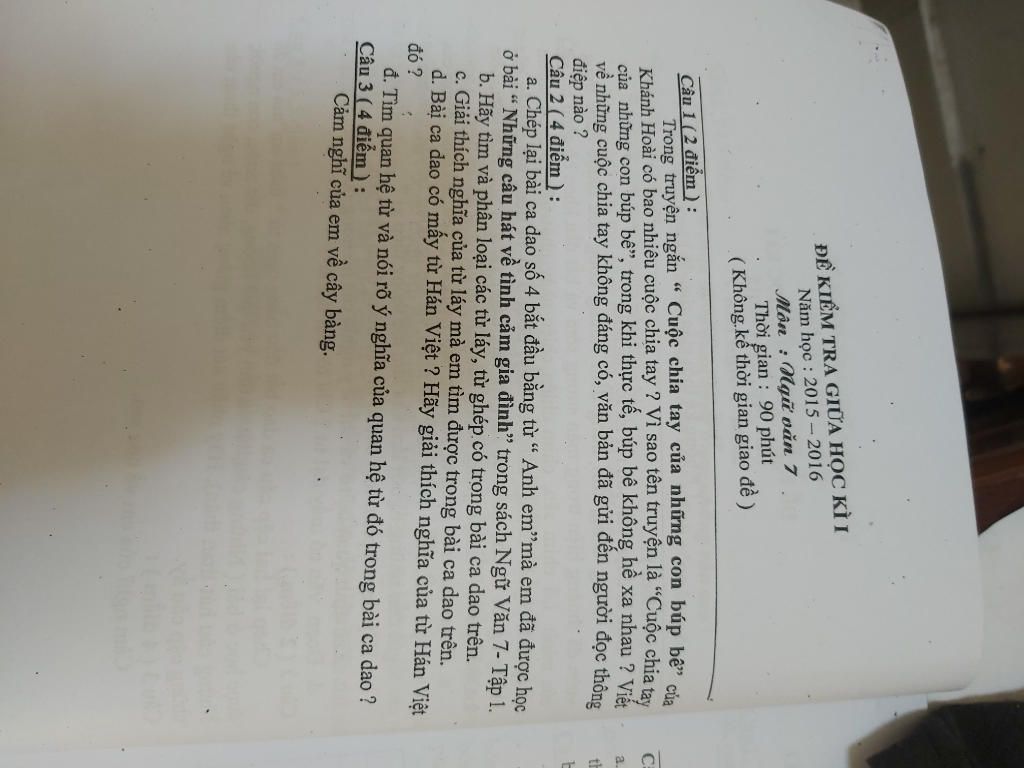 ĐỀ KIỂM TRA GIỮA HỌC KÌ I
Năm học : 2015 – 2016
Môn : Ngữ văn 7
Thời gian : 90 phút
( Không kể thời gian giao đề )
Câu 1 ( 2 điểm ) :
Trong truyện ngắn “ Cuộc chia tay của những con búp bê” của
Khánh Hoài có bao nhiêu cuộc chia tay ? Vì sao tên truyện là “Cuộc chia tay
của những con búp bê”, trong khi thực tế, búp bê không hề xa nhau ? Viết
về những cuộc chia tay không đáng có, văn bản đã gửi đến người đọc thông
điệp nào ?
Câu 2 ( 4 điểm ) :
a. Chép lại bài ca dao số 4 bắt đầu bằng từ “ Anh em”mà em đã được học
ở bài “ Những câu hát về tình cảm gia đình” trong sách Ngữ Văn 7- Tập 1.
b. Hãy tìm và phân loại các từ láy, từ ghép có trong bài ca dao trên.
c. Giải thích nghĩa của từ láy mà em tìm được trong bài ca dao trên.
d. Bài ca dao có mấy từ Hán Việt ? Hãy giải thích nghĩa của từ Hán Việt
đó ?
đ. Tìm quan hệ từ và nói rõ ý nghĩa của quan hệ từ đó trong bài ca dao ?
Câu 3 ( 4 điểm ) :
Cảm nghĩ của em về cây bàng.